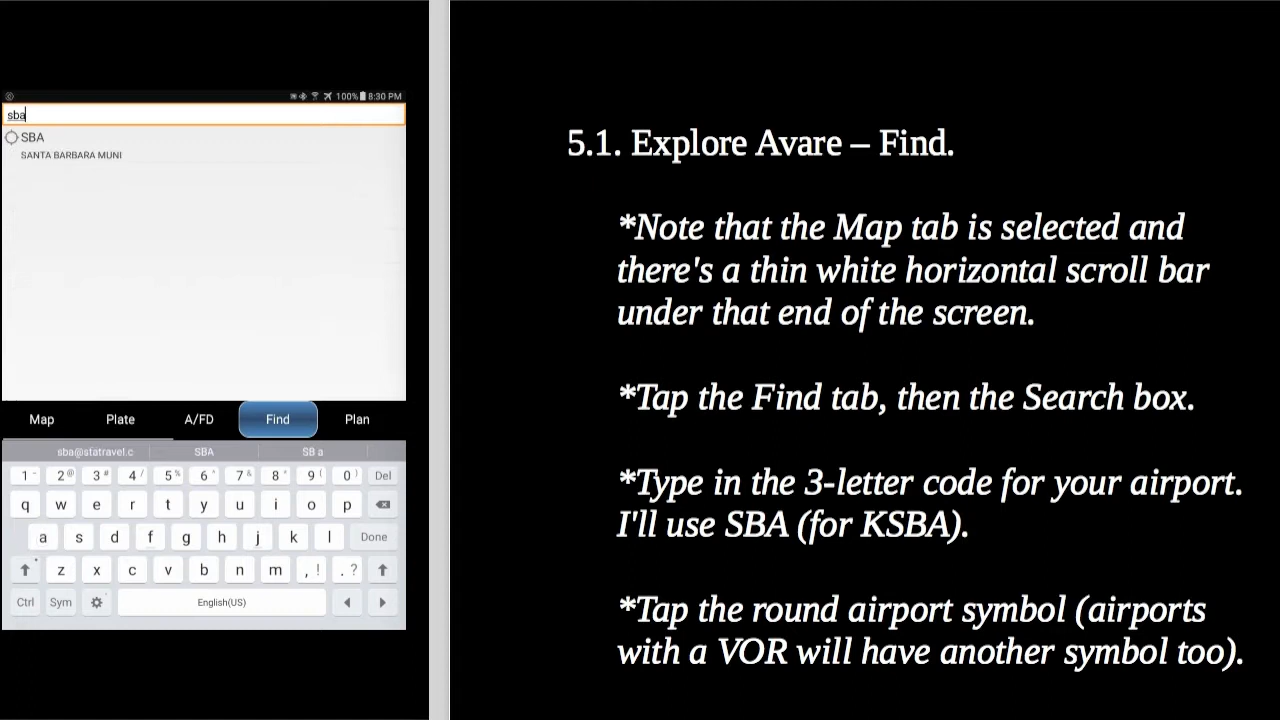 100% 8:30 PM
sba
SBA
SANTA BARBARA MUNI
Map Plate A/FD Find Plan
sba@statravel.c SBA SB a
1 - 2 @ 3 # 4 / 5 % 6 ^ 7 & 8 * 9 ( 0 ) Del
q w e r t y u i o p
a s d f g h j k l Done
z x c v b n m , ! . ?
Ctrl Sym English(US)
5.1. Explore Avare – Find.
*Note that the Map tab is selected and
there's a thin white horizontal scroll bar
under that end of the screen.
*Tap the Find tab, then the Search box.
*Type in the 3-letter code for your airport.
I'll use SBA (for KSBA).
*Tap the round airport symbol (airports
with a VOR will have another symbol too).